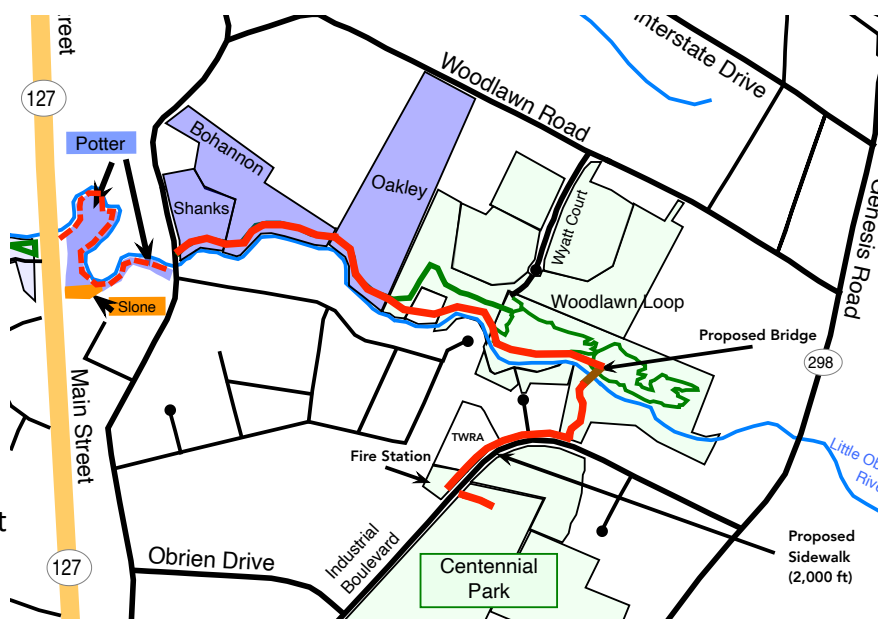 reet
Interstate Drive
Woodlawn Road
127
Potter
Bohannon
Oakley
Shanks
Wyatt Court
Genesis Road
Slone
Woodlawn Loop
Proposed Bridge
298
Main Street
TWRA
Fire Station
Little Ob
Rive
t
Proposed
Sidewalk
(2,000 ft)
Industrial
Boulevard
Obrien Drive
127
Centennial
Park